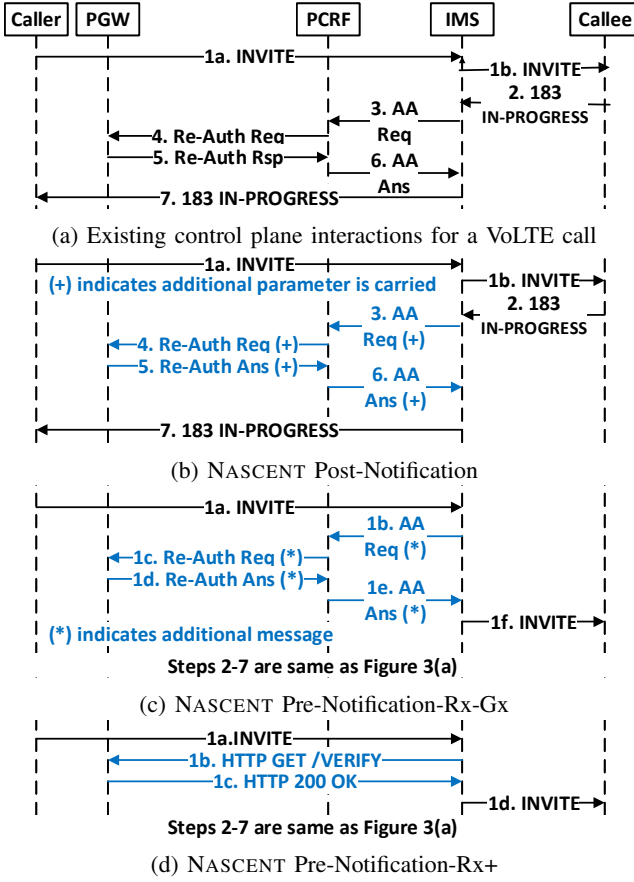 Caller PGW PCRF IMS Callee
1a. INVITE
1b. INVITE
2. 183
IN-PROGRESS
3. AA
Req
4. Re-Auth Req
5. Re-Auth Rsp
6. AA
Ans
7. 183 IN-PROGRESS
(a) Existing control plane interactions for a VoLTE call
1a. INVITE
(+) indicates additional parameter is carried
1b. INVITE
2. 183
IN-PROGRESS
3. AA
Req (+)
4. Re-Auth Req (+)
5. Re-Auth Ans (+)
6. AA
Ans (+)
7. 183 IN-PROGRESS
(b) NASCENT Post-Notification
1a. INVITE
1b. AA
Req (*)
1c. Re-Auth Req (*)
1d. Re-Auth Ans (*)
1e. AA
Ans (*)
1f. INVITE
(*) indicates additional message
Steps 2-7 are same as Figure 3(a)
(c) NASCENT Pre-Notification-Rx-Gx
1a.INVITE
1b. HTTP GET /VERIFY
1c. HTTP 200 OK
1d. INVITE
Steps 2-7 are same as Figure 3(a)
(d) NASCENT Pre-Notification-Rx+